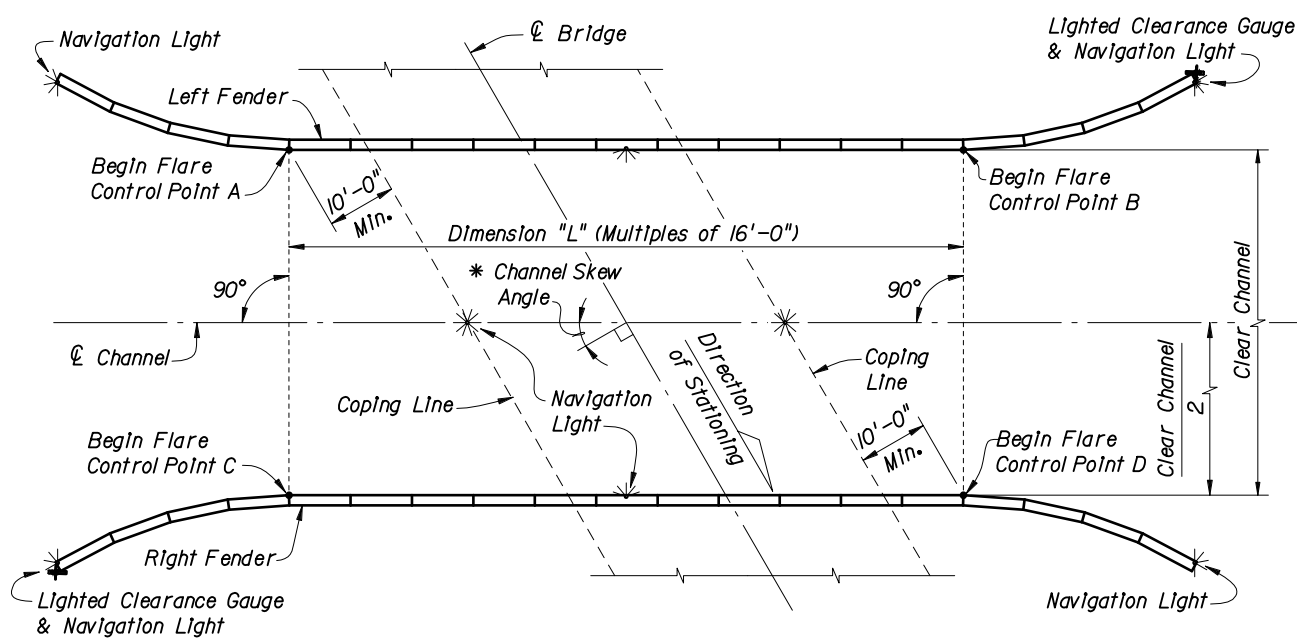 Navigation Light
℄ Bridge
Lighted Clearance Gauge
& Navigation Light
Left Fender
Begin Flare
Control Point A
10'-0"
Min.
Begin Flare
Control Point B
Dimension "L" (Multiples of 16'-0")
* Channel Skew
Angle
90°
90°
Clear Channel
℄ Channel
Direction
of Stationing
Coping
Line
Clear Channel
2
Coping Line
Navigation
Light
10'-0"
Min.
Begin Flare
Control Point C
Begin Flare
Control Point D
Right Fender
Lighted Clearance Gauge
& Navigation Light
Navigation Light